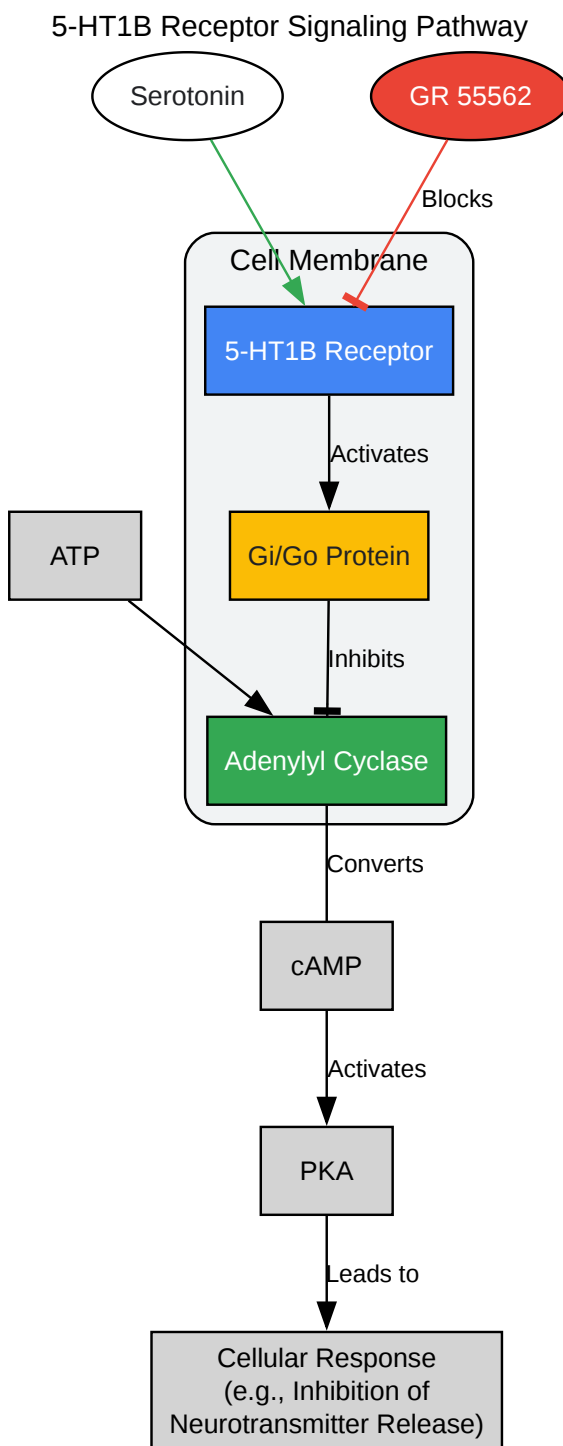 5-HT1B Receptor Signaling Pathway
Serotonin
GR 55562
Blocks
Cell Membrane
5-HT1B Receptor
Activates
ATP
Gi/Go Protein
Inhibits
Adenylyl Cyclase
Converts
cAMP
Activates
PKA
Leads to
Cellular Response
(e.g., Inhibition of
Neurotransmitter Release)